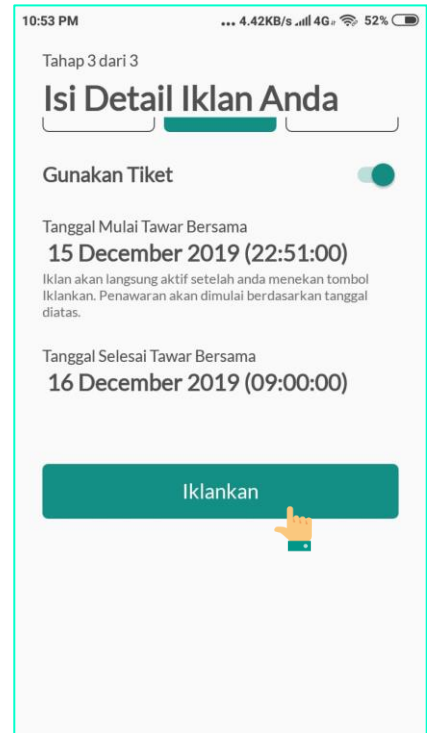 10:53 PM ... 4.42KB/s 4G 52%
Tahap 3 dari 3
Isi Detail Iklan Anda
Gunakan Tiket
Tanggal Mulai Tawar Bersama
15 December 2019 (22:51:00)
Iklan akan langsung aktif setelah anda menekan tombol
Iklankan. Penawaran akan dimulai berdasarkan tanggal
diatas.
Tanggal Selesai Tawar Bersama
16 December 2019 (09:00:00)
Iklankan